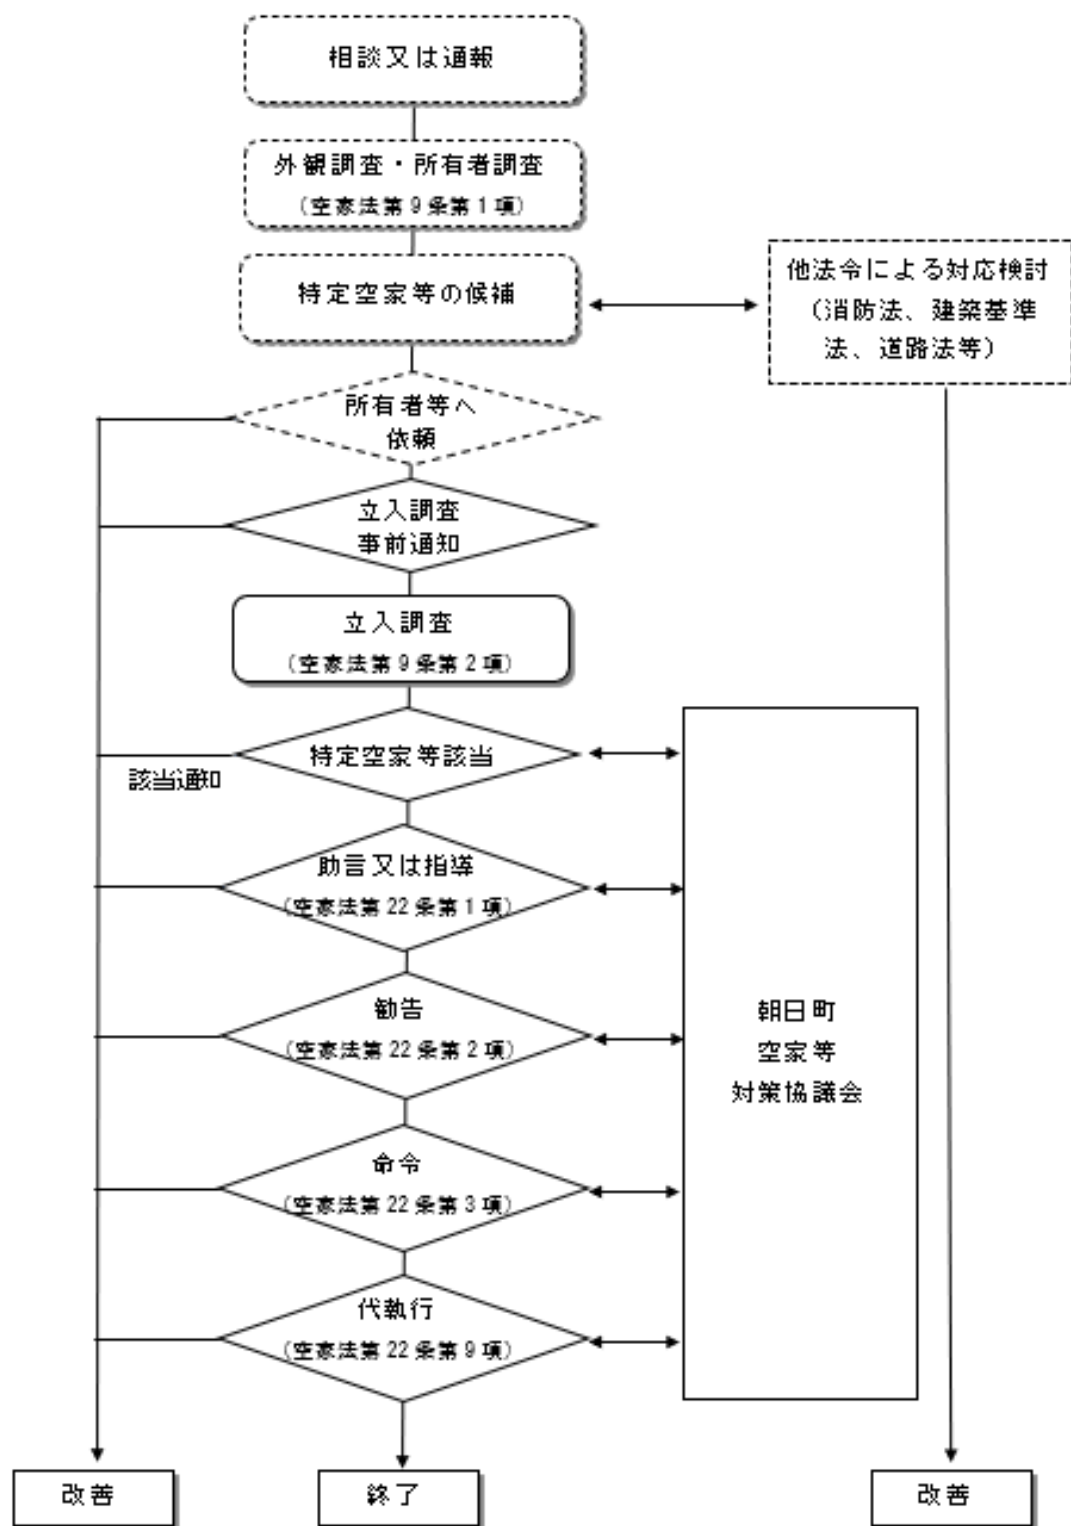 相談又は通報
外観調査・所有者調査
(空家法第9条第1項)
特定空家等の候補
他法令による対応検討
(消防法、建築基準
法、道路法等)
所有者等へ
依頼
立入調査
事前通知
立入調査
(空家法第9条第2項)
特定空家等該当
該当通知
助言又は指導
(空家法第22条第1項)
勧告
(空家法第22条第2項)
朝日町
空家等
対策協議会
命令
(空家法第22条第3項)
代執行
(空家法第22条第9項)
改善
終了
改善